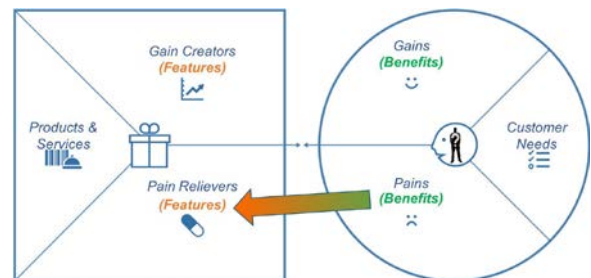 Gain Creators
(Features)
Products &
Services
Pain Relievers
(Features)
Gains
(Benefits)
Customer
Needs
Pains
(Benefits)